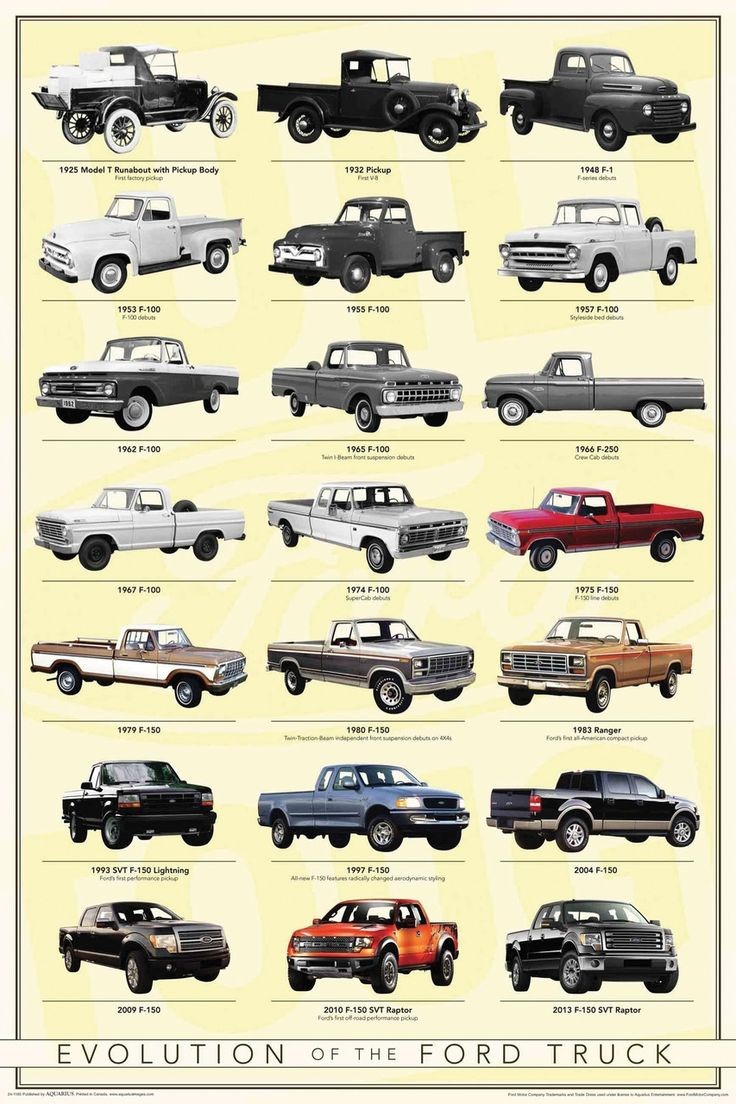 1925 Model T Runabout with Pickup Body
First factory pickup
1932 Pickup
First V-8
1948 F-1
F-series debuts
1953 F-100
F-100 debuts
1955 F-100
1957 F-100
Styleside bed debuts
1962
1962 F-100
1965 F-100
Twin I-Beam front suspension debuts
1966 F-250
Crew Cab debuts
1967 F-100
1974 F-100
SuperCab debuts
1975 F-150
F-150 line debuts
1979 F-150
1980 F-150
Twin-Traction-Beam independent front suspension debuts on 4X4s
1983 Ranger
Ford's first all-American compact pickup
1993 SVT F-150 Lightning
Ford's first performance pickup
1997 F-150
All-new F-150 features radically changed aerodynamic styling
2004 F-150
2009 F-150
2010 F-150 SVT Raptor
Ford's first off-road performance pickup
2013 F-150 SVT Raptor
EVOLUTION OF THE FORD TRUCK
Published by AQUARIUS. Printed in Canada. www.aquariusimages.com
Ford Motor Company Trademarks and Trade Dress used under license to Aquarius Entertainment. www.FordMotorCompany.com